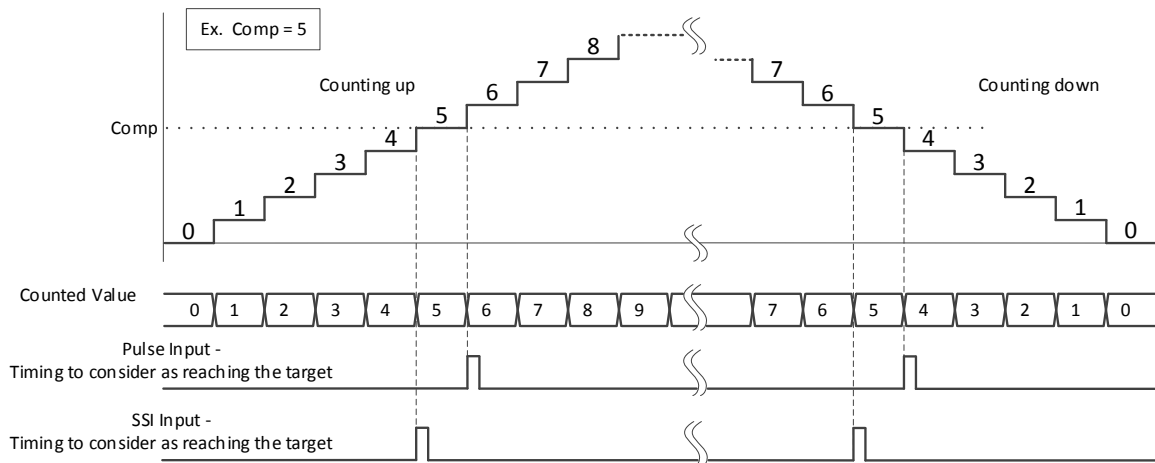 Ex. Comp = 5
Counting up
Counting down
Comp
0 1 2 3 4 5 6 7 8 7 6 5 4 3 2 1 0
Counted Value
0 1 2 3 4 5 6 7 8 9 7 6 5 4 3 2 1 0
Pulse Input -
Timing to consider as reaching the target
SSI Input -
Timing to consider as reaching the target